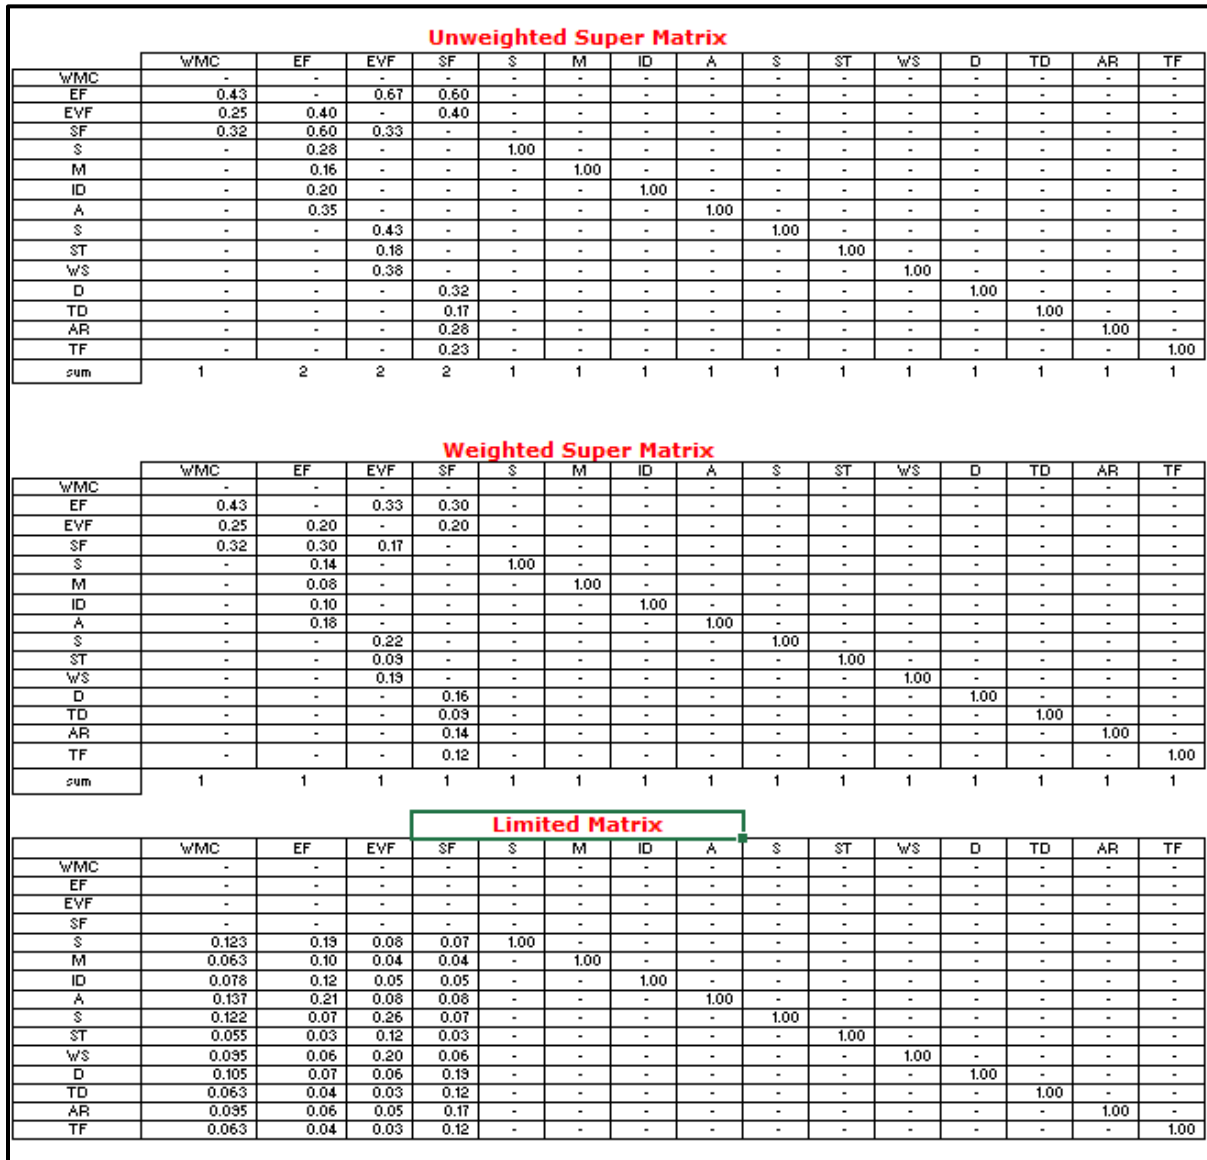 Unweighted Super Matrix
WMC EF EVF SF S M ID A S ST WS D TD AR TF
WMC - - - - - - - - - - - - - - -
EF 0.43 - 0.67 0.60 - - - - - - - - - - -
EVF 0.25 0.40 - 0.40 - - - - - - - - - - -
SF 0.32 0.60 0.33 - - - - - - - - - - - -
S - 0.28 - - 1.00 - - - - - - - - - -
M - 0.16 - - - 1.00 - - - - - - - - -
ID - 0.20 - - - - 1.00 - - - - - - - -
A - 0.35 - - - - - 1.00 - - - - - - -
S - - 0.43 - - - - - 1.00 - - - - - -
ST - - 0.18 - - - - - - 1.00 - - - - -
WS - - 0.38 - - - - - - - 1.00 - - - -
D - - - 0.32 - - - - - - - 1.00 - - -
TD - - - 0.17 - - - - - - - - 1.00 - -
AR - - - 0.28 - - - - - - - - - 1.00 -
TF - - - 0.23 - - - - - - - - - - 1.00
sum 1 2 2 2 1 1 1 1 1 1 1 1 1 1 1
Weighted Super Matrix
WMC EF EVF SF S M ID A S ST WS D TD AR TF
WMC - - - - - - - - - - - - - - -
EF 0.43 - 0.33 0.30 - - - - - - - - - - -
EVF 0.25 0.20 - 0.20 - - - - - - - - - - -
SF 0.32 0.30 0.17 - - - - - - - - - - - -
S - 0.14 - - 1.00 - - - - - - - - - -
M - 0.08 - - - 1.00 - - - - - - - - -
ID - 0.10 - - - - 1.00 - - - - - - - -
A - 0.18 - - - - - 1.00 - - - - - - -
S - - 0.22 - - - - - 1.00 - - - - - -
ST - - 0.09 - - - - - - 1.00 - - - - -
WS - - 0.19 - - - - - - - 1.00 - - - -
D - - - 0.16 - - - - - - - 1.00 - - -
TD - - - 0.09 - - - - - - - - 1.00 - -
AR - - - 0.14 - - - - - - - - - 1.00 -
TF - - - 0.12 - - - - - - - - - - 1.00
sum 1 1 1 1 1 1 1 1 1 1 1 1 1 1 1
Limited Matrix
WMC EF EVF SF S M ID A S ST WS D TD AR TF
WMC - - - - - - - - - - - - - - -
EF - - - - - - - - - - - - - - -
EVF - - - - - - - - - - - - - - -
SF - - - - - - - - - - - - - - -
S 0.123 0.19 0.08 0.07 1.00 - - - - - - - - - -
M 0.063 0.10 0.04 0.04 - 1.00 - - - - - - - - -
ID 0.078 0.12 0.05 0.05 - - 1.00 - - - - - - - -
A 0.137 0.21 0.08 0.08 - - - 1.00 - - - - - - -
S 0.122 0.07 0.26 0.07 - - - - 1.00 - - - - - -
ST 0.055 0.03 0.12 0.03 - - - - - 1.00 - - - - -
WS 0.095 0.06 0.20 0.06 - - - - - - 1.00 - - - -
D 0.105 0.07 0.06 0.19 - - - - - - - 1.00 - - -
TD 0.063 0.04 0.03 0.12 - - - - - - - - 1.00 - -
AR 0.095 0.06 0.05 0.17 - - - - - - - - - 1.00 -
TF 0.063 0.04 0.03 0.12 - - - - - - - - - - 1.00